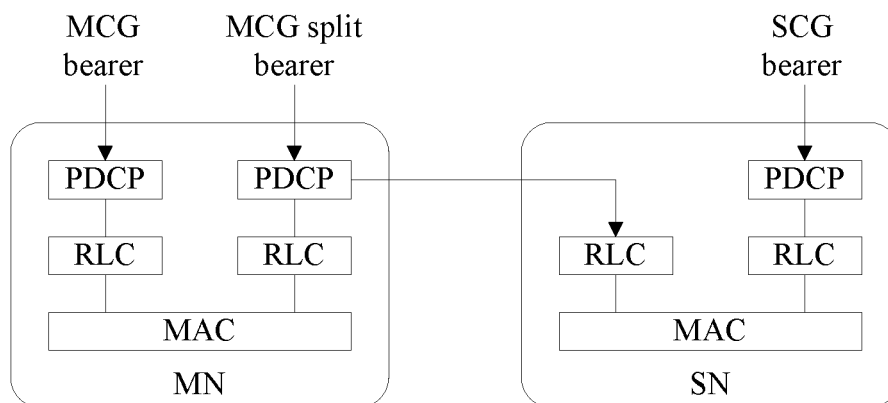 MCG bearer
MCG split bearer
SCG bearer
PDCP
PDCP
PDCP
RLC
RLC
RLC
RLC
MAC
MAC
MN
SN